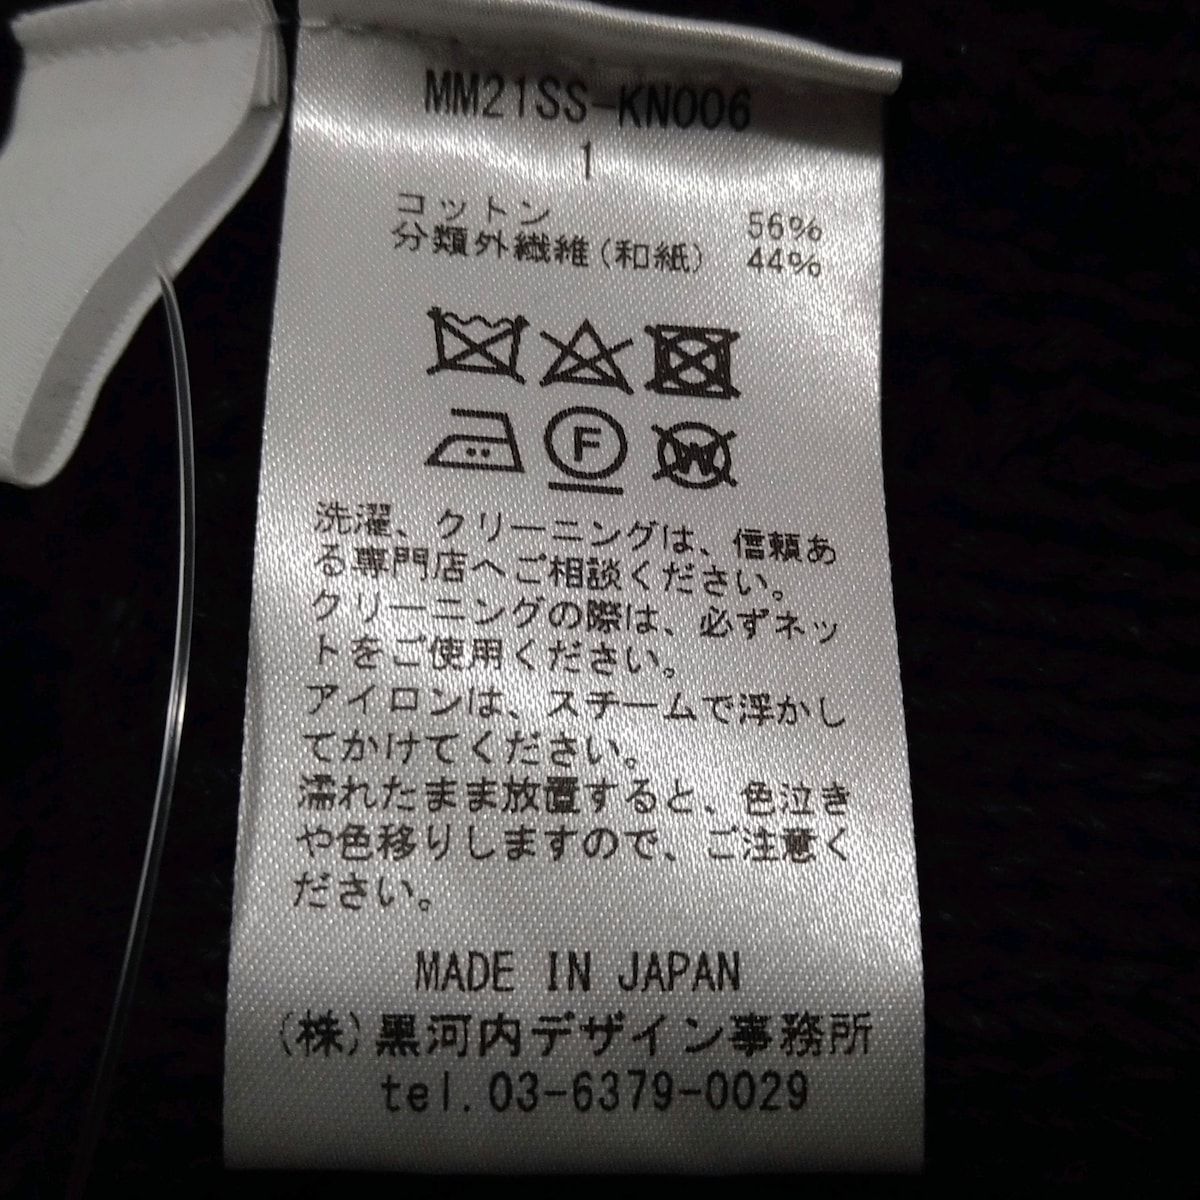 MM21SS-KN006
1
コットン 56%
分類外繊維(和紙) 44%
F
W
洗濯、クリーニングは、信頼あ
る専門店へご相談ください。
クリーニングの際は、必ずネッ
トをご使用ください。
アイロンは、スチームで浮かし
てかけてください。
濡れたまま放置すると、色泣き
や色移りしますので、ご注意く
ださい。
MADE IN JAPAN
(株)黒河内デザイン事務所
tel.03-6379-0029